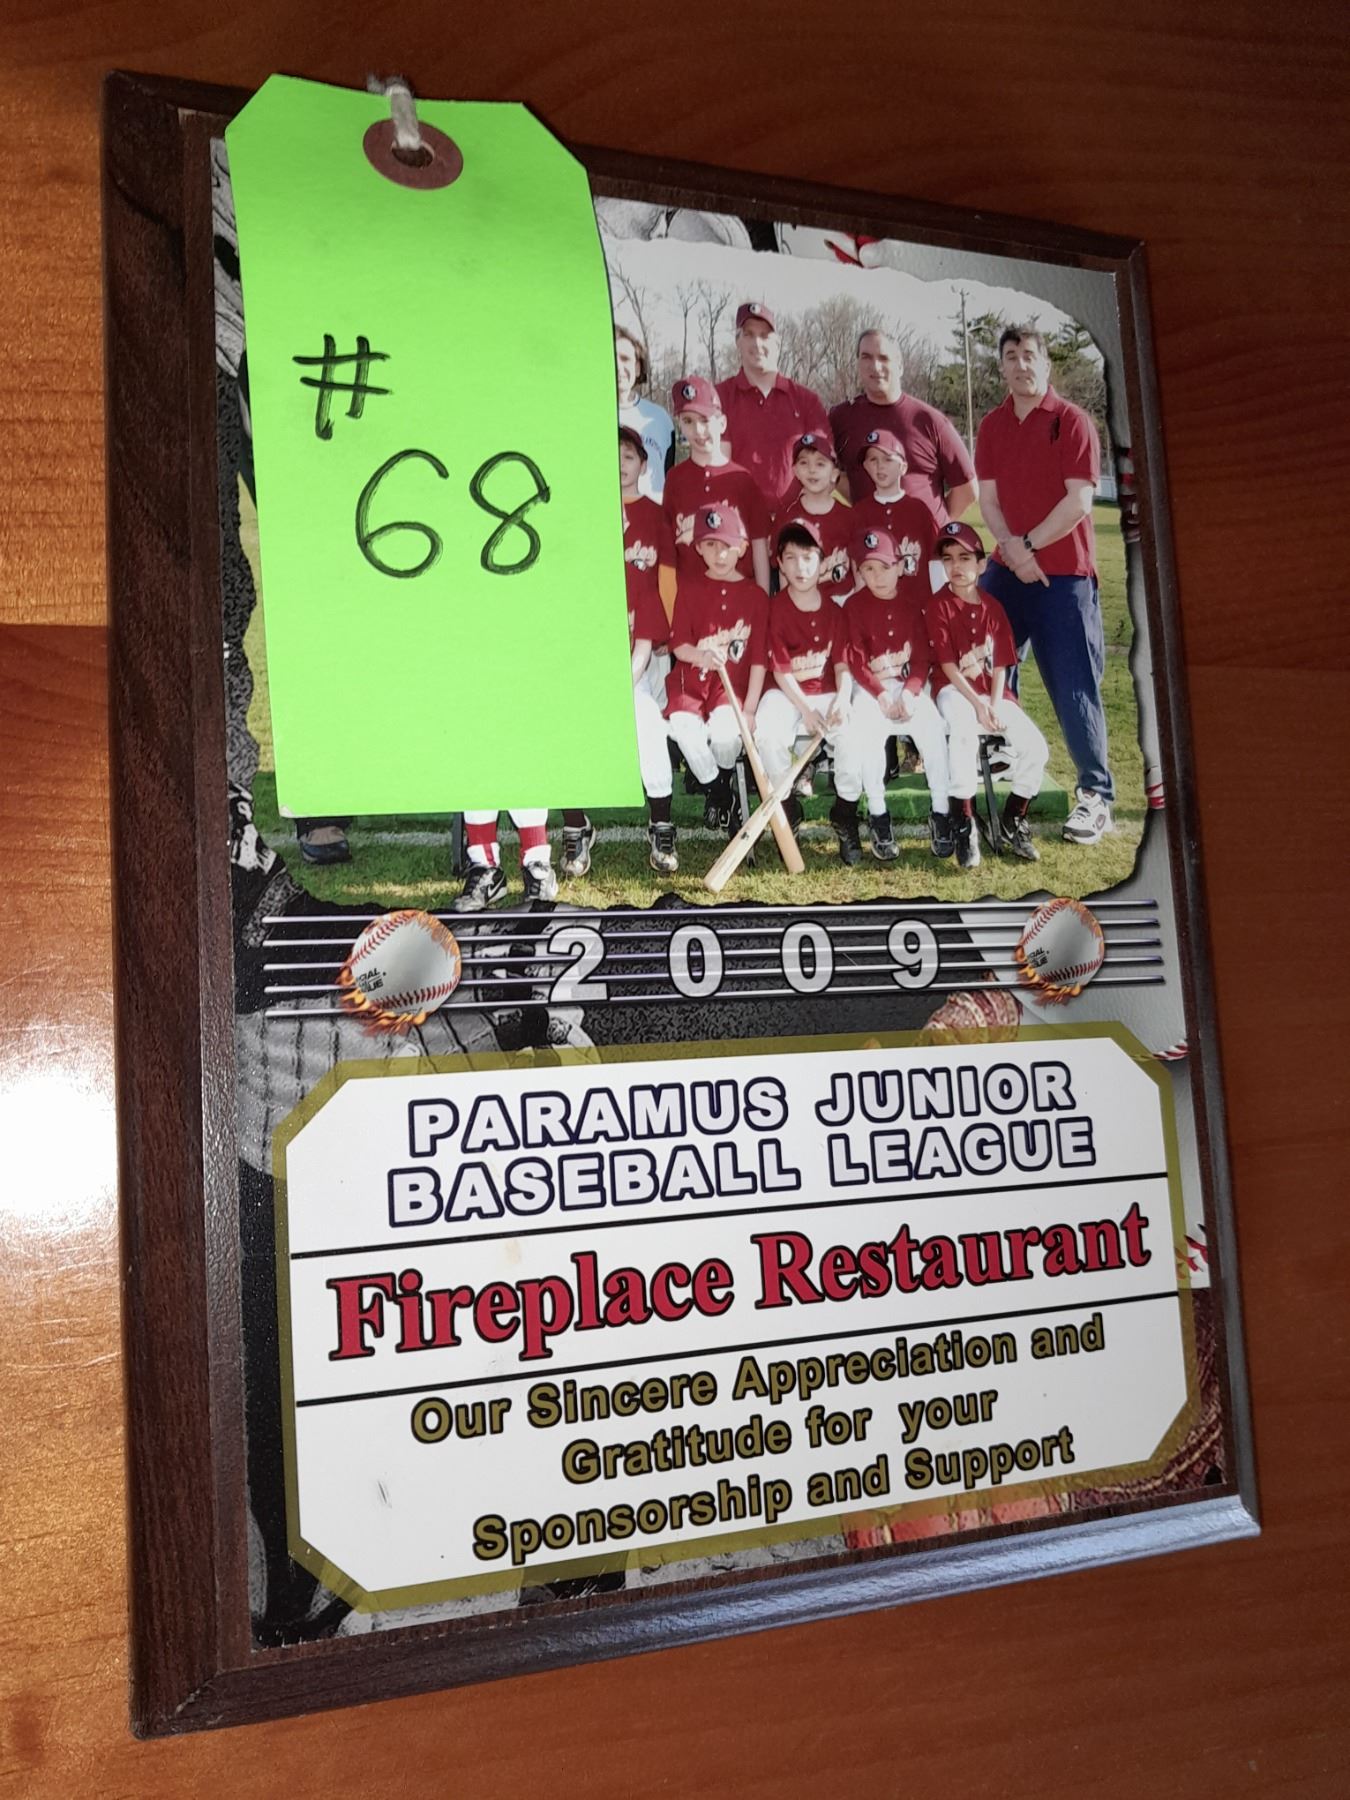 #
68
2009
PARAMUS JUNIOR
BASEBALL LEAGUE
Fireplace Restaurant
Our Sincere Appreciation and
Gratitude for your
Sponsorship and Support